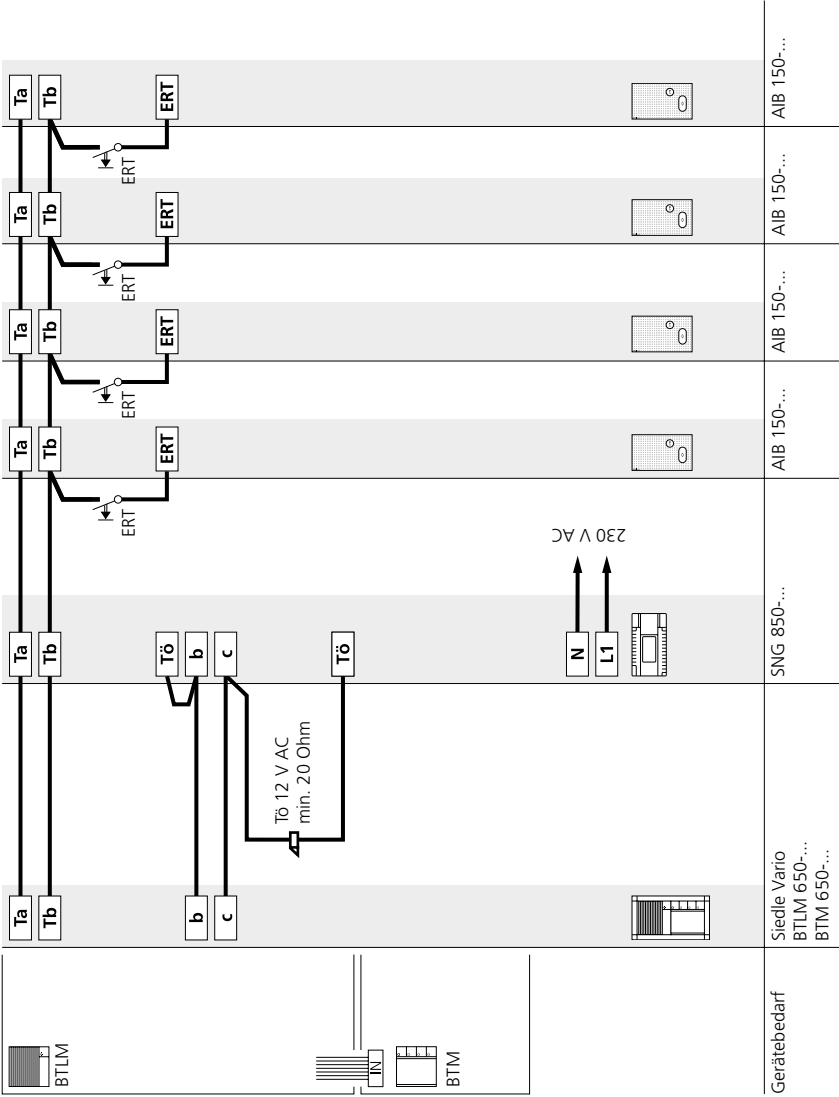 BTLM
IN
BTM
Gerätebedarf
Ta
Tb
b
c
Siedle Vario
BTLM 650-...
BTM 650-...
Tö 12 V AC
min. 20 Ohm
Ta
Tb
Tö
b
c
Tö
N
L1
SNG 850-...
230 V AC
ERT
Ta
Tb
ERT
AIB 150-...
ERT
Ta
Tb
ERT
AIB 150-...
ERT
Ta
Tb
ERT
AIB 150-...
ERT
Ta
Tb
ERT
AIB 150-...